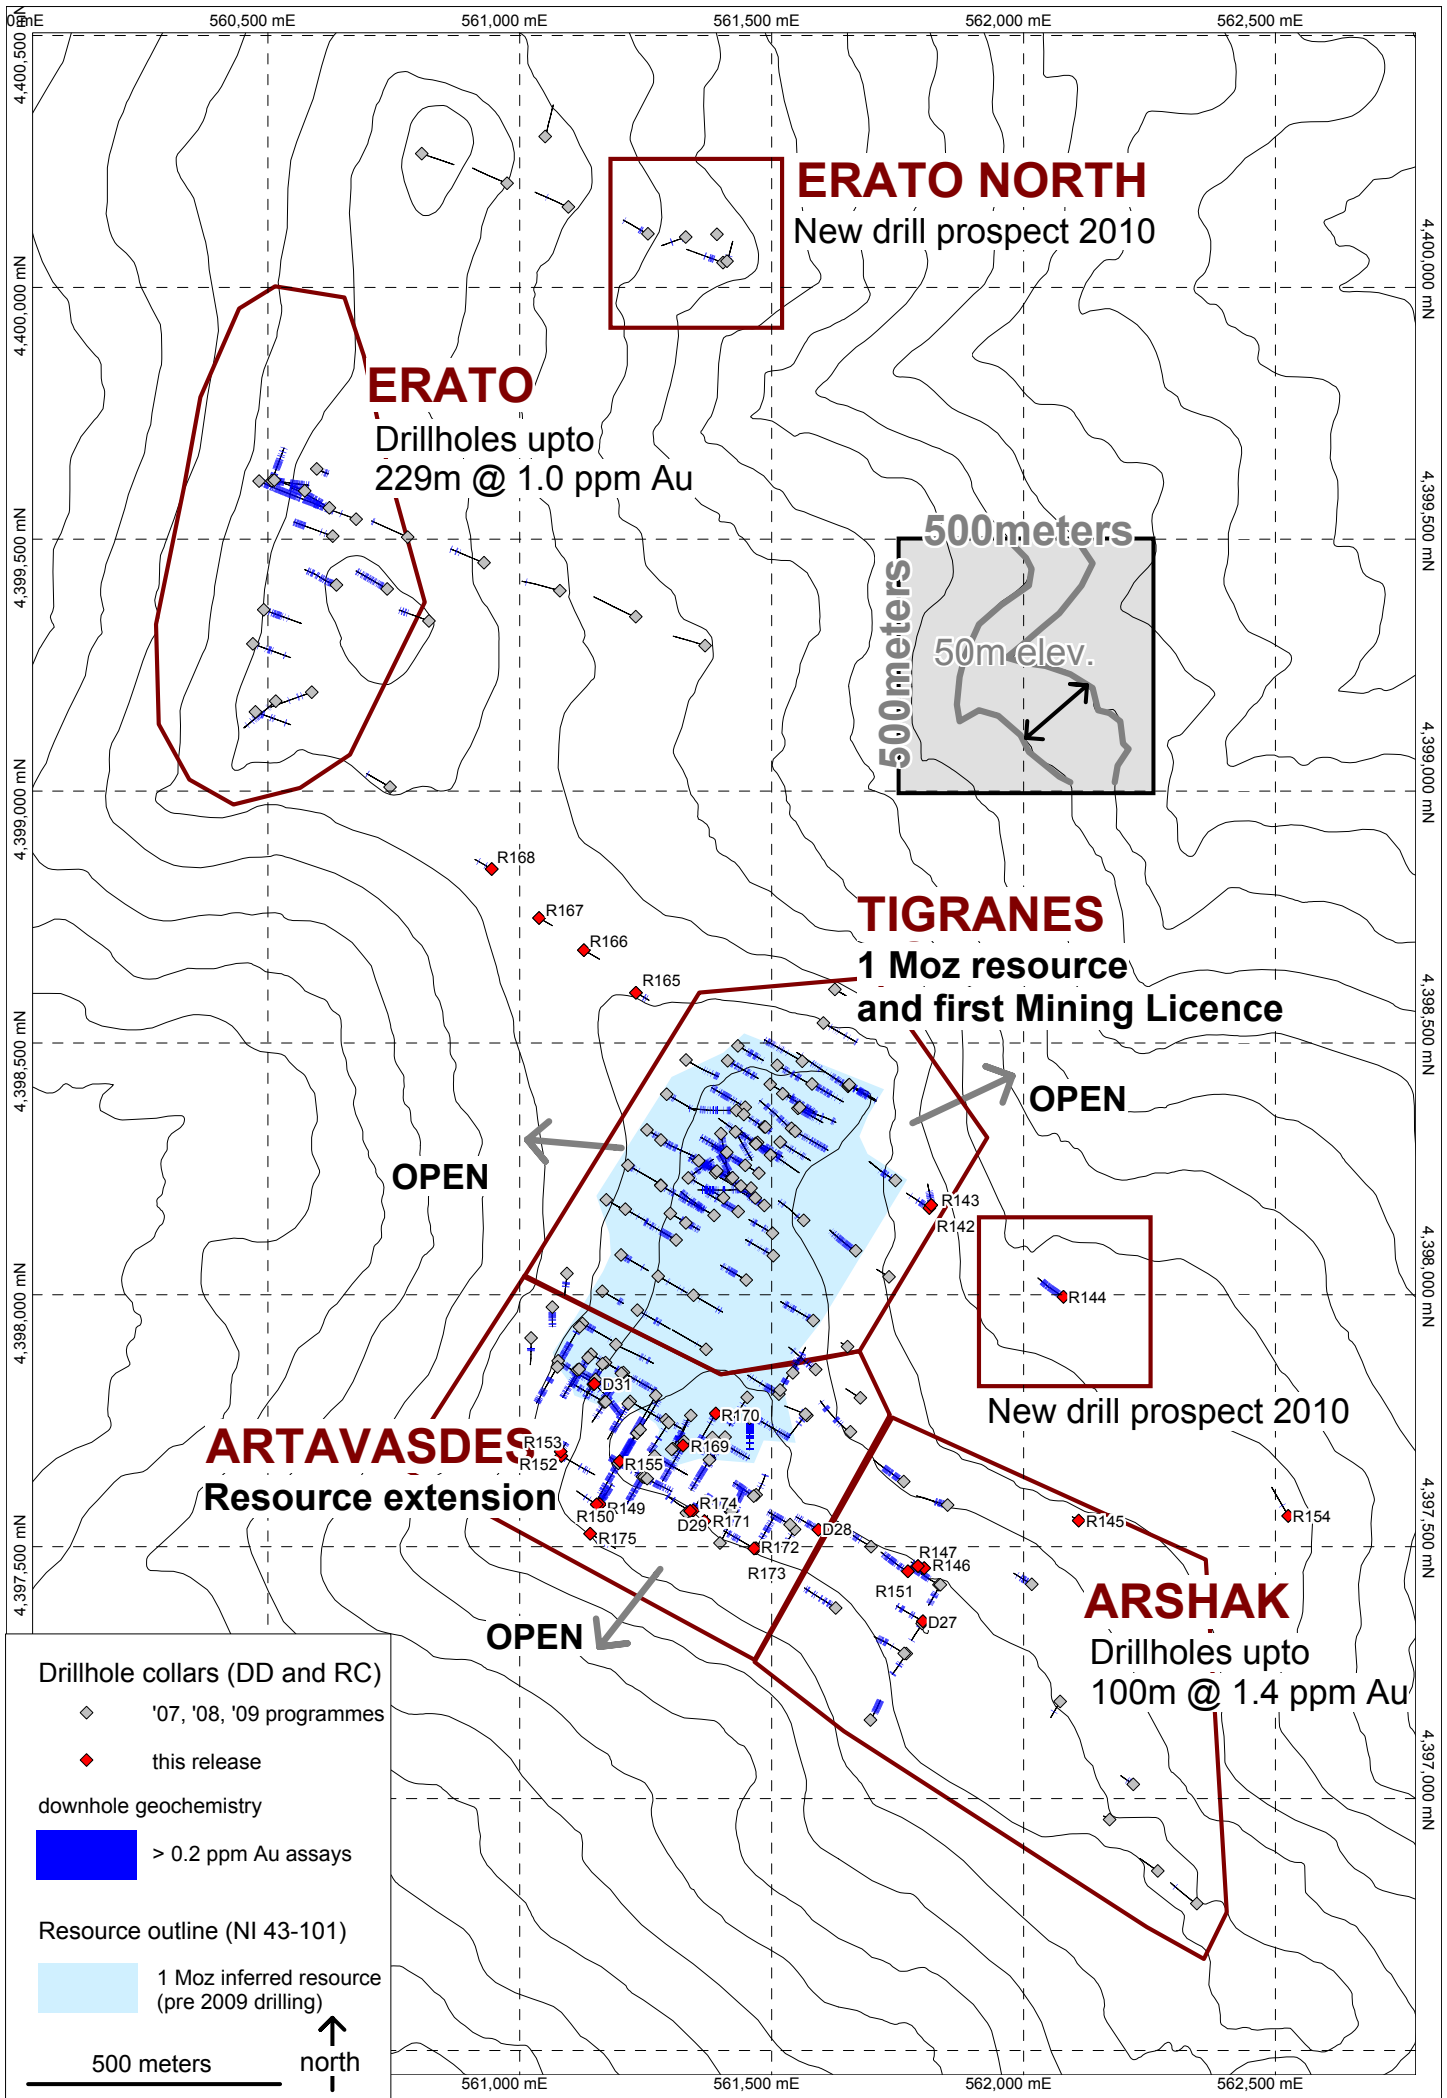 0mE
560,500 mE
561,000 mE
561,500 mE
562,000 mE
562,500 mE
4,400,500 mN
ERATO NORTH
New drill prospect 2010
4,400,000 mN
4,400,000 mN
ERATO
Drillholes upto
229m @ 1.0 ppm Au
4,399,500 mN
4,399,500 mN
500meters
500meters
50m elev.
4,399,000 mN
4,399,000 mN
R168
R167
R166
R165
TIGRANES
1 Moz resource
and first Mining Licence
4,398,500 mN
4,398,500 mN
OPEN
OPEN
R143
R142
R144
4,398,000 mN
4,398,000 mN
New drill prospect 2010
D31
R170
R169
ARTAVASDES
Resource extension
R153
R152
R155
R149
R150
R175
R174
D29
R171
R172
R173
D28
R147
R146
R151
D27
R145
R154
4,397,500 mN
4,397,500 mN
OPEN
ARSHAK
Drillholes upto
100m @ 1.4 ppm Au
4,397,000 mN
Drillhole collars (DD and RC)
'07, '08, '09 programmes
this release
downhole geochemistry
> 0.2 ppm Au assays
Resource outline (NI 43-101)
1 Moz inferred resource
(pre 2009 drilling)
500 meters
north
561,000 mE
561,500 mE
562,000 mE
562,500 mE